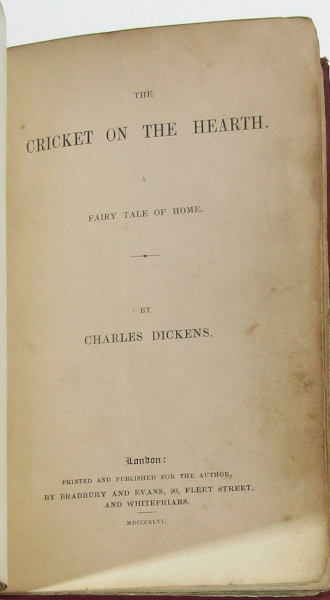 THE
CRICKET ON THE HEARTH.
A
FAIRY TALE OF HOME.
BY
CHARLES DICKENS.
London:
PRINTED AND PUBLISHED FOR THE AUTHOR,
BY BRADBURY AND EVANS, 90, FLEET STREET,
AND WHITEFRIARS.
MDCCCXLVI.